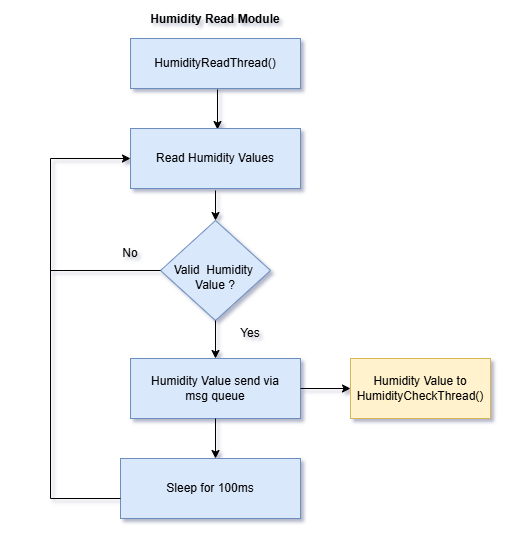 Humidity Read Module
HumidityReadThread()
Read Humidity Values
No
Valid Humidity
Value ?
Yes
Humidity Value send via
msg queue
Humidity Value to
HumidityCheckThread()
Sleep for 100ms